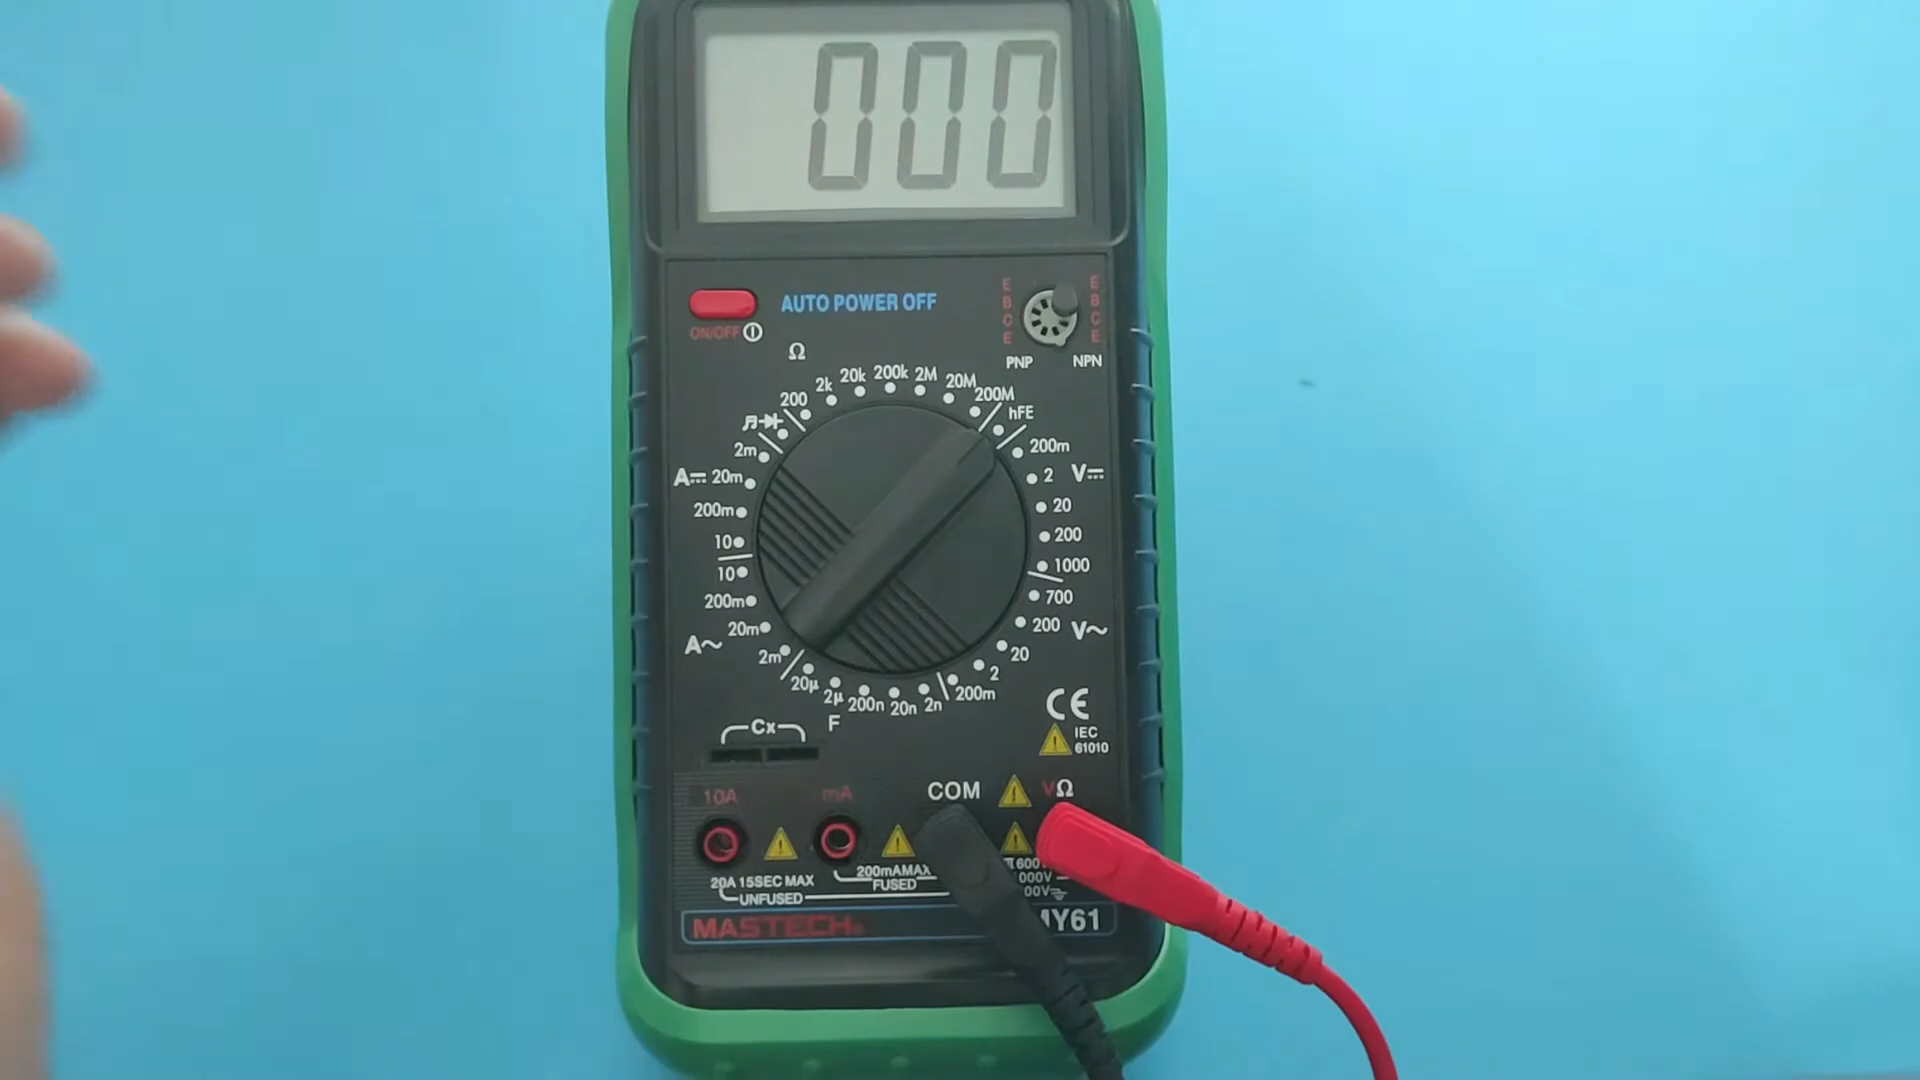 000
AUTO POWER OFF
ON/OFF
E
B
C
E
PNP
E
B
C
E
NPN
Ω
200
2k
20k
200k
2M
20M
200M
hFE
200m
2
V⎓
20
200
1000
700
200
V~
20
2
200m
2m
A⎓ 20m
200m
10
10
200m
20m
A~
2m
20µ
2µ
200n
20n
2n
F
Cx
CE
IEC
61010
10A
mA
COM
VΩ
20A 15SEC MAX
UNFUSED
200mAMAX
FUSED
MASTECH®
MY61